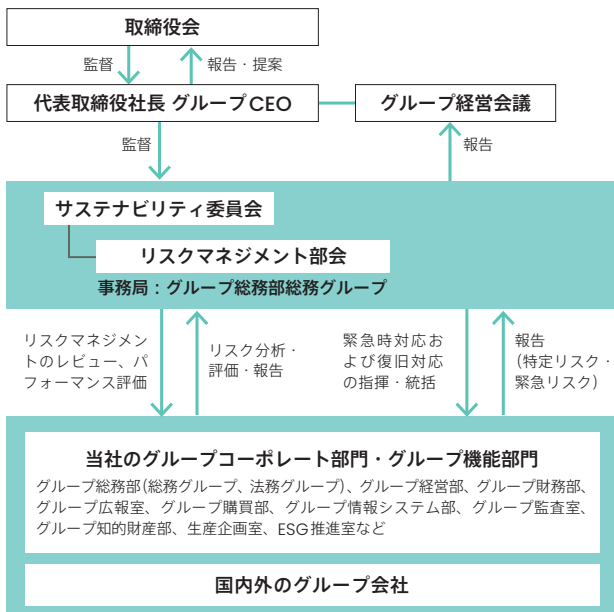 取締役会
監督
報告・提案
代表取締役社長 グループCEO
グループ経営会議
監督
報告
サステナビリティ委員会
リスクマネジメント部会
事務局：グループ総務部総務グループ
リスクマネジメン
トのレビュー、パ
フォーマンス評価
リスク分析・
評価・報告
緊急時対応お
よび復旧対応
の指揮・統括
報告
（特定リスク・
緊急リスク）
当社のグループコーポレート部門・グループ機能部門
グループ総務部（総務グループ、法務グループ）、グループ経営部、グループ財務部、
グループ広報室、グループ購買部、グループ情報システム部、グループ監査室、
グループ知的財産部、生産企画室、ESG推進室など
国内外のグループ会社